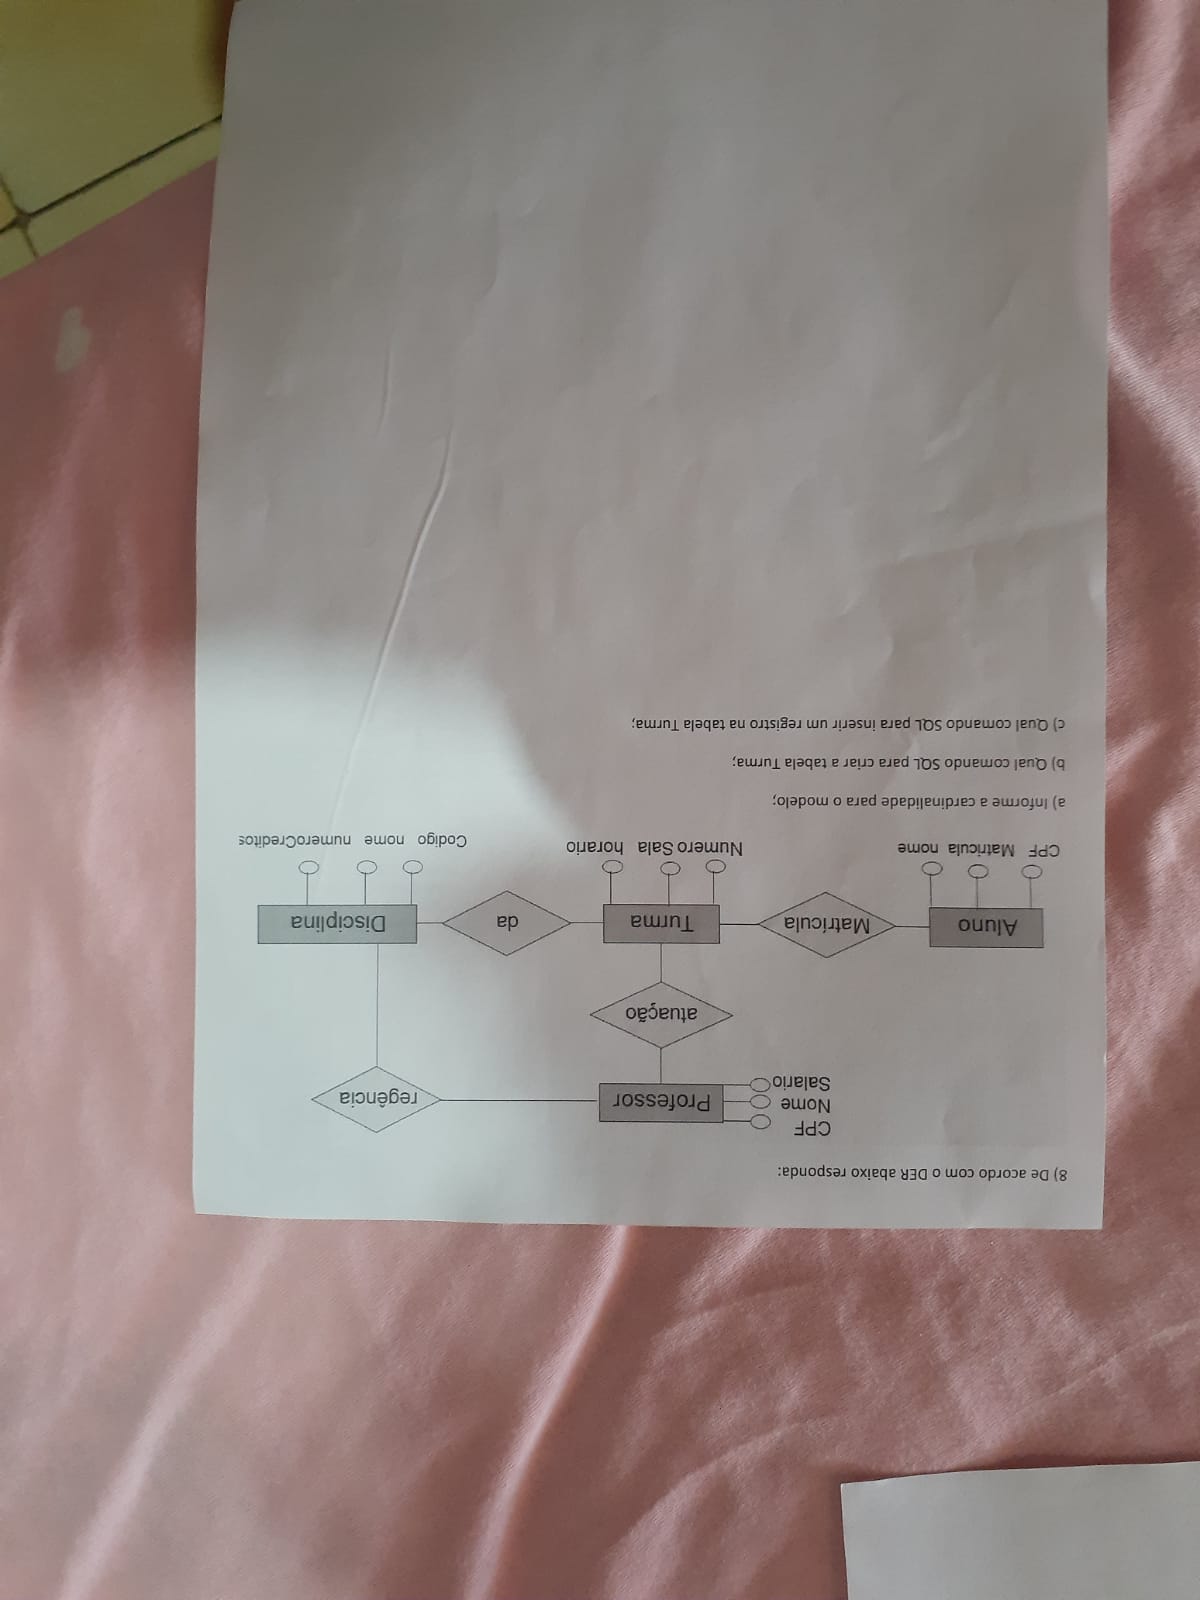 8) De acordo com o DER abaixo responda:
CPF
Nome
Salario
Professor
regência
atuação
Aluno
Matrícula
Turma
da
Disciplina
CPF Matricula nome
Numero Sala horario
Codigo nome numeroCreditos
a) Informe a cardinalidade para o modelo;
b) Qual comando SQL para criar a tabela Turma;
c) Qual comando SQL para inserir um registro na tabela Turma;